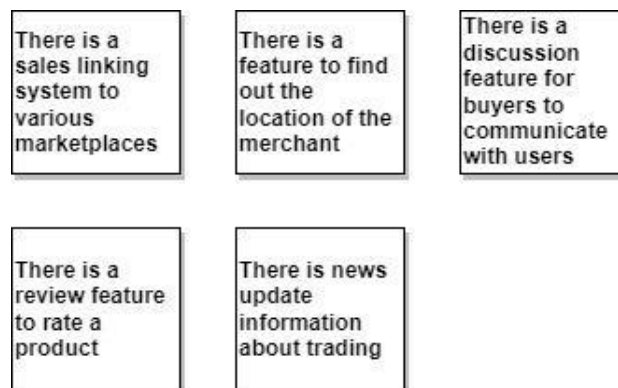 There is a
sales linking
system to
various
marketplaces
There is a
feature to find
out the
location of the
merchant
There is a
discussion
feature for
buyers to
communicate
with users
There is a
review feature
to rate a
product
There is news
update
information
about trading